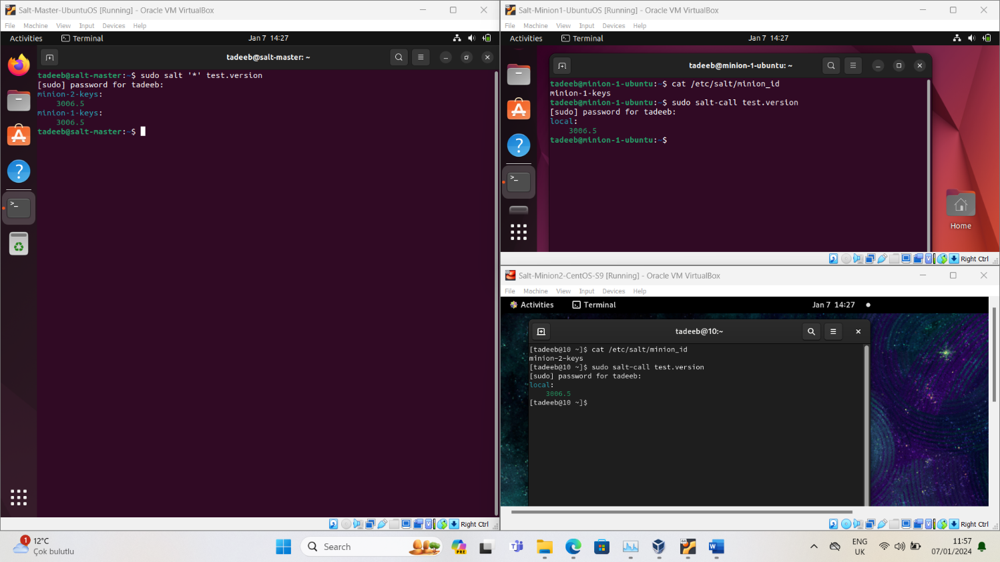 Salt-Master-UbuntuOS [Running] - Oracle VM VirtualBox
File Machine View Input Devices Help
Activities Terminal Jan 7 14:27
tadeeb@salt-master: ~
tadeeb@salt-master:~$ sudo salt '*' test.version
[sudo] password for tadeeb:
minion-2-keys:
    3006.5
minion-1-keys:
    3006.5
tadeeb@salt-master:~$
Right Ctrl
Salt-Minion1-UbuntuOS [Running] - Oracle VM VirtualBox
File Machine View Input Devices Help
Activities Terminal Jan 7 14:27
tadeeb@minion-1-ubuntu: ~
tadeeb@minion-1-ubuntu:~$ cat /etc/salt/minion_id
minion-1-keys
tadeeb@minion-1-ubuntu:~$ sudo salt-call test.version
[sudo] password for tadeeb:
local:
    3006.5
tadeeb@minion-1-ubuntu:~$
Home
Right Ctrl
Salt-Minion2-CentOS-S9 [Running] - Oracle VM VirtualBox
File Machine View Input Devices Help
Activities Terminal Jan 7 14:27
tadeeb@10:~
[tadeeb@10 ~]$ cat /etc/salt/minion_id
minion-2-keys
[tadeeb@10 ~]$ sudo salt-call test.version
[sudo] password for tadeeb:
local:
    3006.5
[tadeeb@10 ~]$
Right Ctrl
1
12°C
Çok bulutlu
Search
PRE
ENG
UK
11:57
07/01/2024